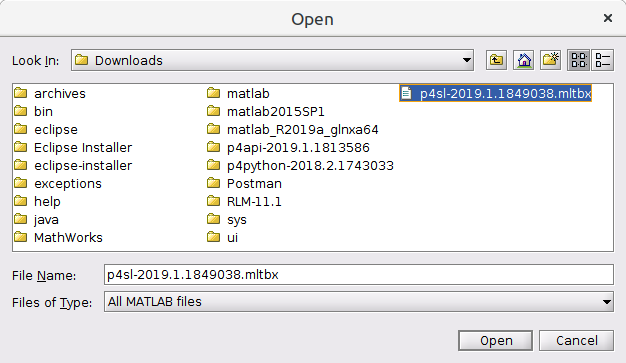 Open
Look In: Downloads
archives
bin
eclipse
Eclipse Installer
eclipse-installer
exceptions
help
java
MathWorks
matlab
matlab2015SP1
matlab_R2019a_glnxa64
p4api-2019.1.1813586
p4python-2018.2.1743033
Postman
RLM-11.1
sys
ui
p4sl-2019.1.1849038.mltbx
File Name: p4sl-2019.1.1849038.mltbx
Files of Type: All MATLAB files
Open Cancel